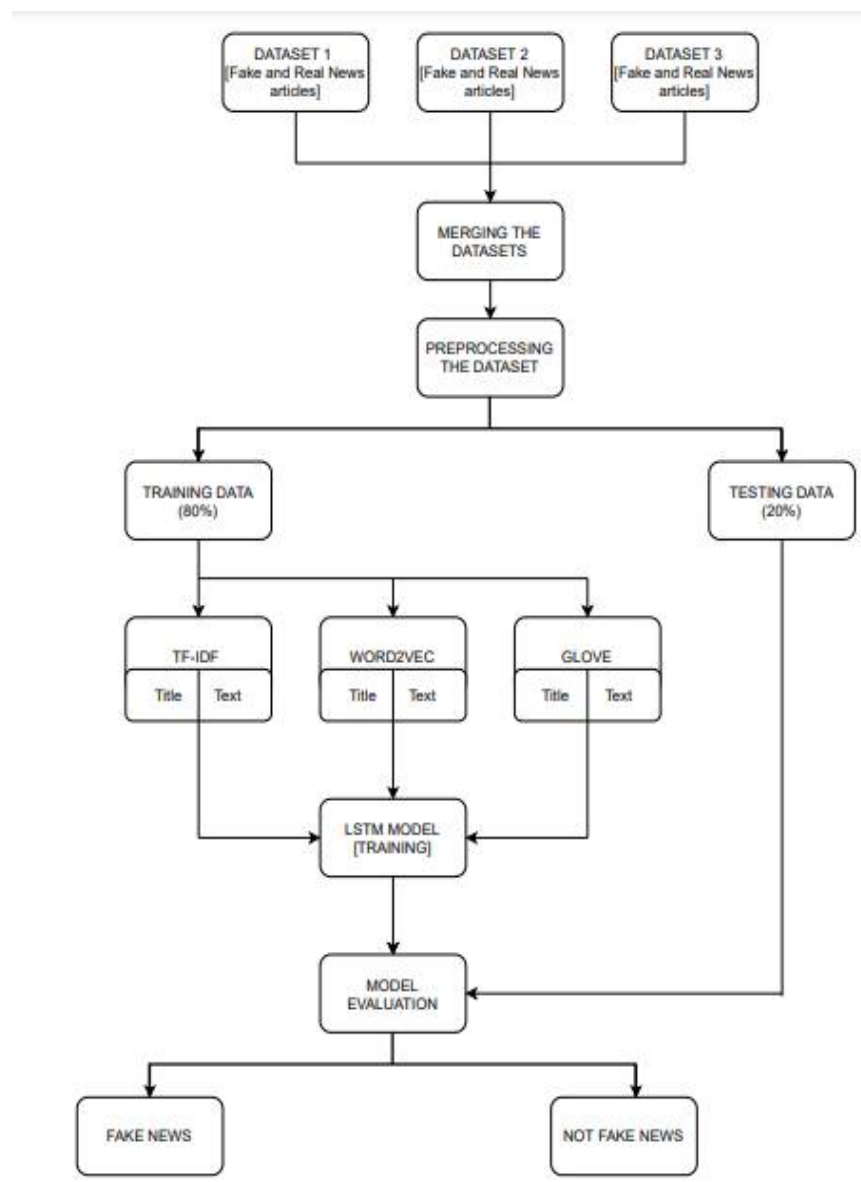 DATASET 1
[Fake and Real News
articles]
DATASET 2
[Fake and Real News
articles]
DATASET 3
[Fake and Real News
articles]
MERGING THE
DATASETS
PREPROCESSING
THE DATASET
TRAINING DATA
(80%)
TESTING DATA
(20%)
TF-IDF
Title
Text
WORD2VEC
Title
Text
GLOVE
Title
Text
LSTM MODEL
[TRAINING]
MODEL
EVALUATION
FAKE NEWS
NOT FAKE NEWS